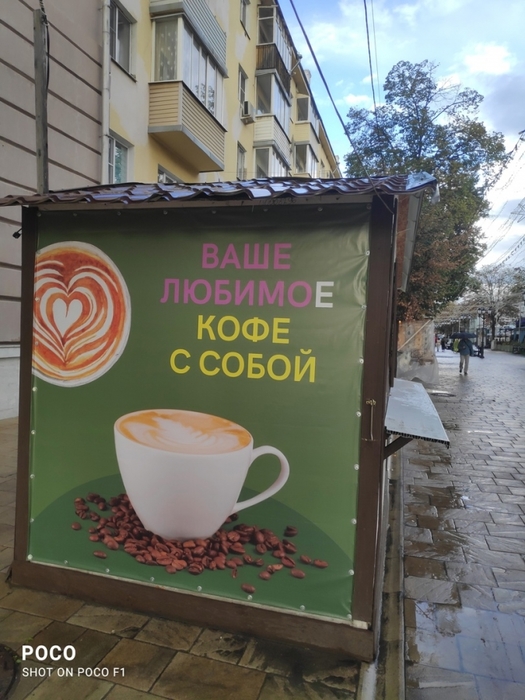 ВАШЕ
ЛЮБИМОЕ
КОФЕ
С СОБОЙ
POCO
SHOT ON POCO F1